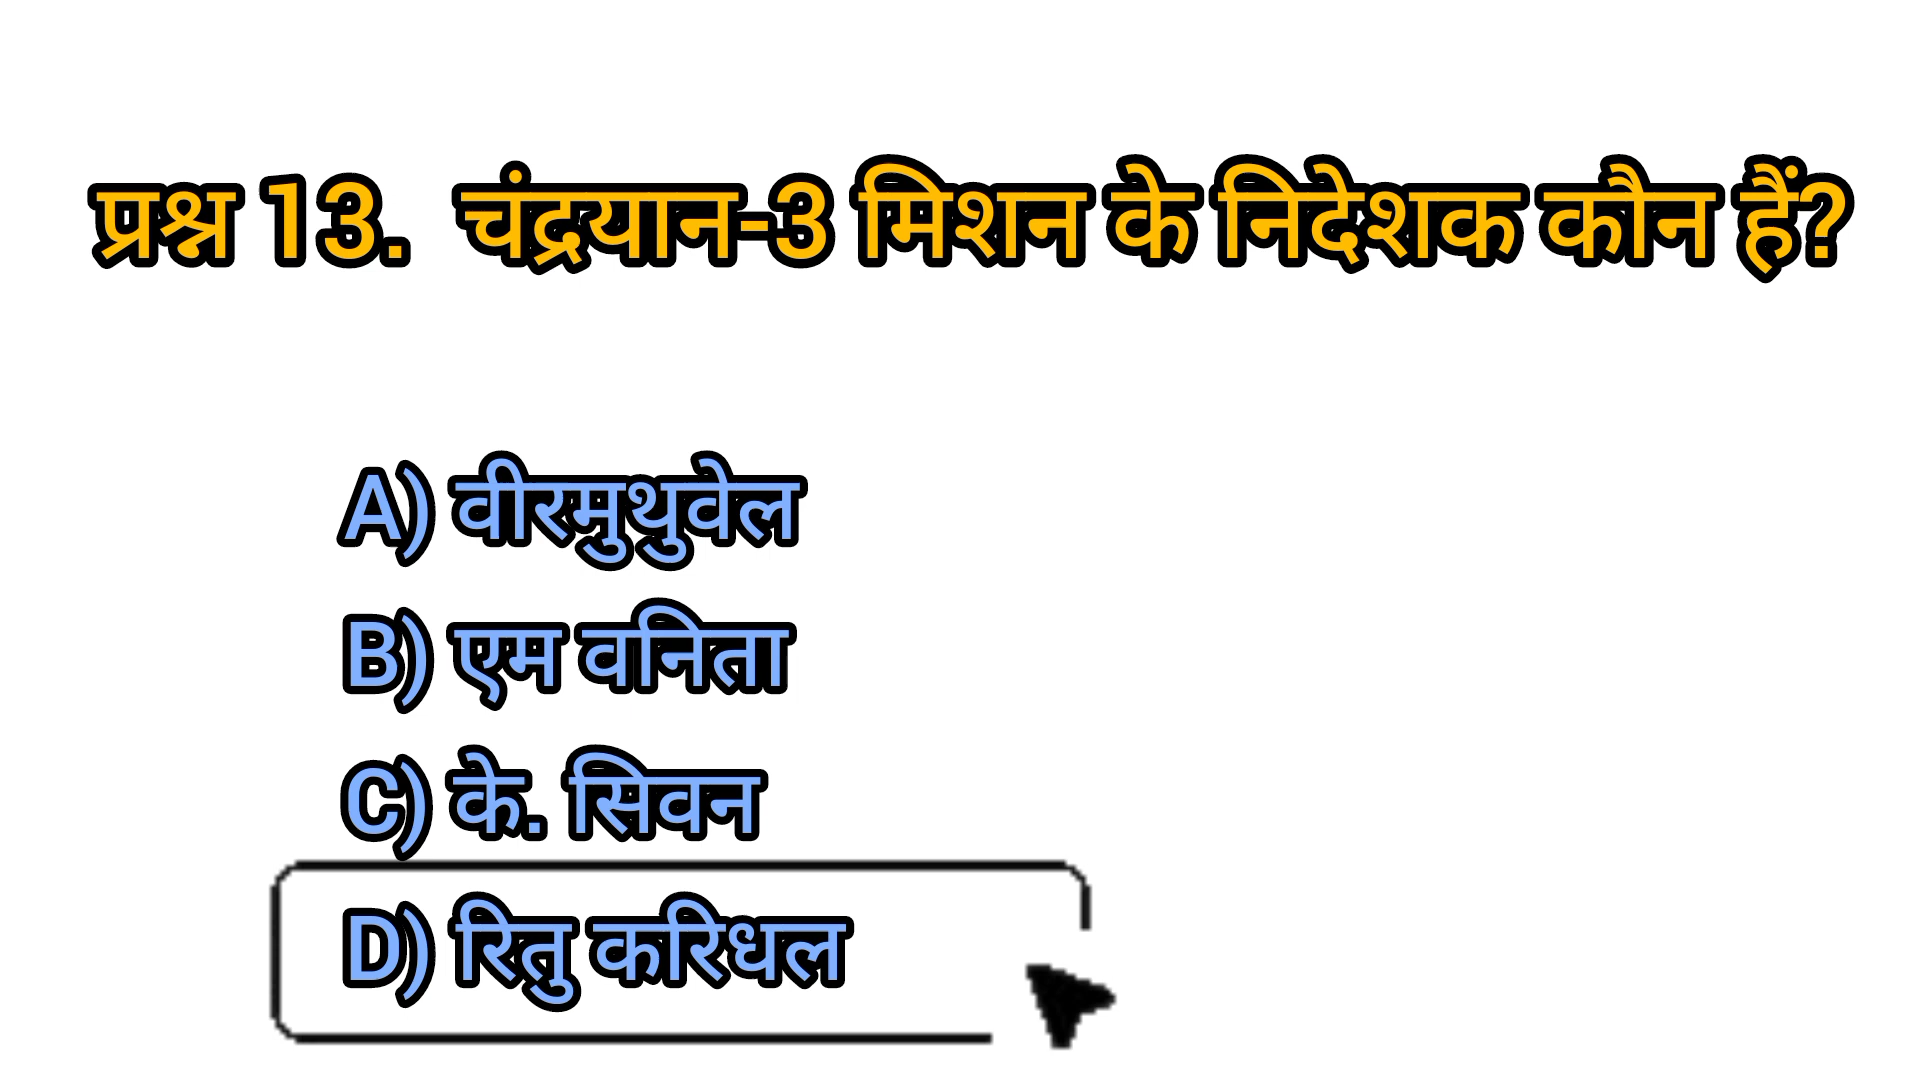 प्रश्न 13. चंद्रयान-3 मिशन के निदेशक कौन हैं?
A) वीरमुथुवेल
B) एम वनिता
C) के. सिवन
D) रितु करिधल